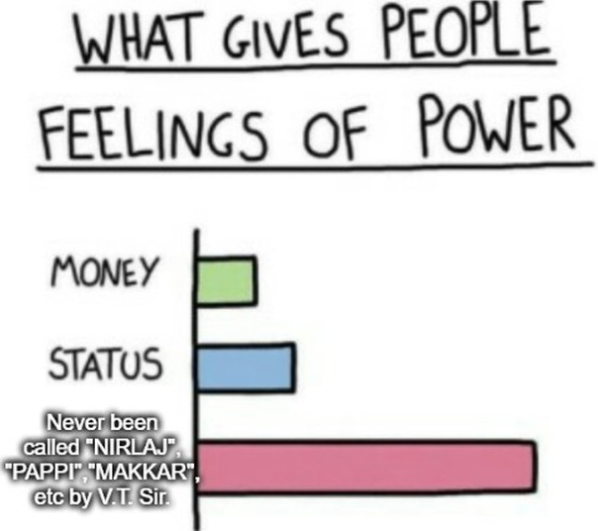 WHAT GIVES PEOPLE
FEELINGS OF POWER
MONEY
STATUS
Never been
called "NIRLAJ",
"PAPPI","MAKKAR",
etc by V.T. Sir.